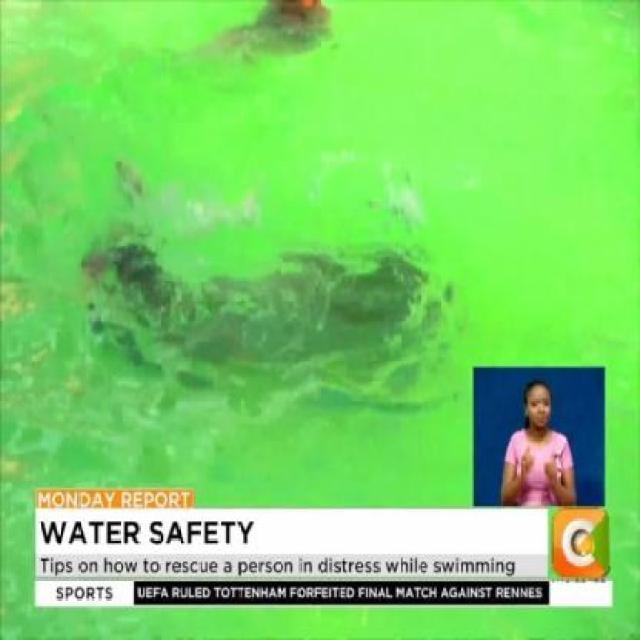 MONDAY REPORT
WATER SAFETY
Tips on how to rescue a person in distress while swimming
SPORTS UEFA RULED TOTTENHAM FORFEITED FINAL MATCH AGAINST RENNES